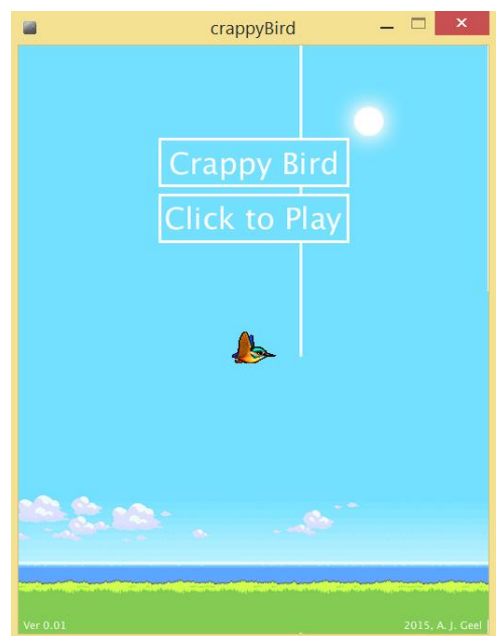 crappyBird
Crappy Bird
Click to Play
Ver 0.01
2015, A. J. Geel